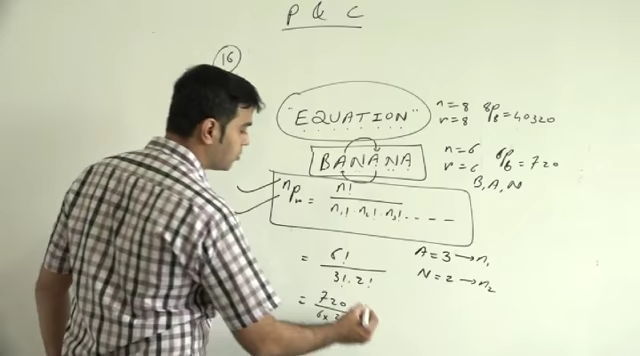 P & C
16
"EQUATION" n=8 ⁸P₈=40320
r=8
BANANA n=6 ⁶P₆=720
r=6
B,A,N
ⁿPᵣ = n!/(n₁! · n₂! · n₃! - - - -)
= 6!/(3! · 2!) A=3 → n₁
N=2 → n₂
= 720/(6×